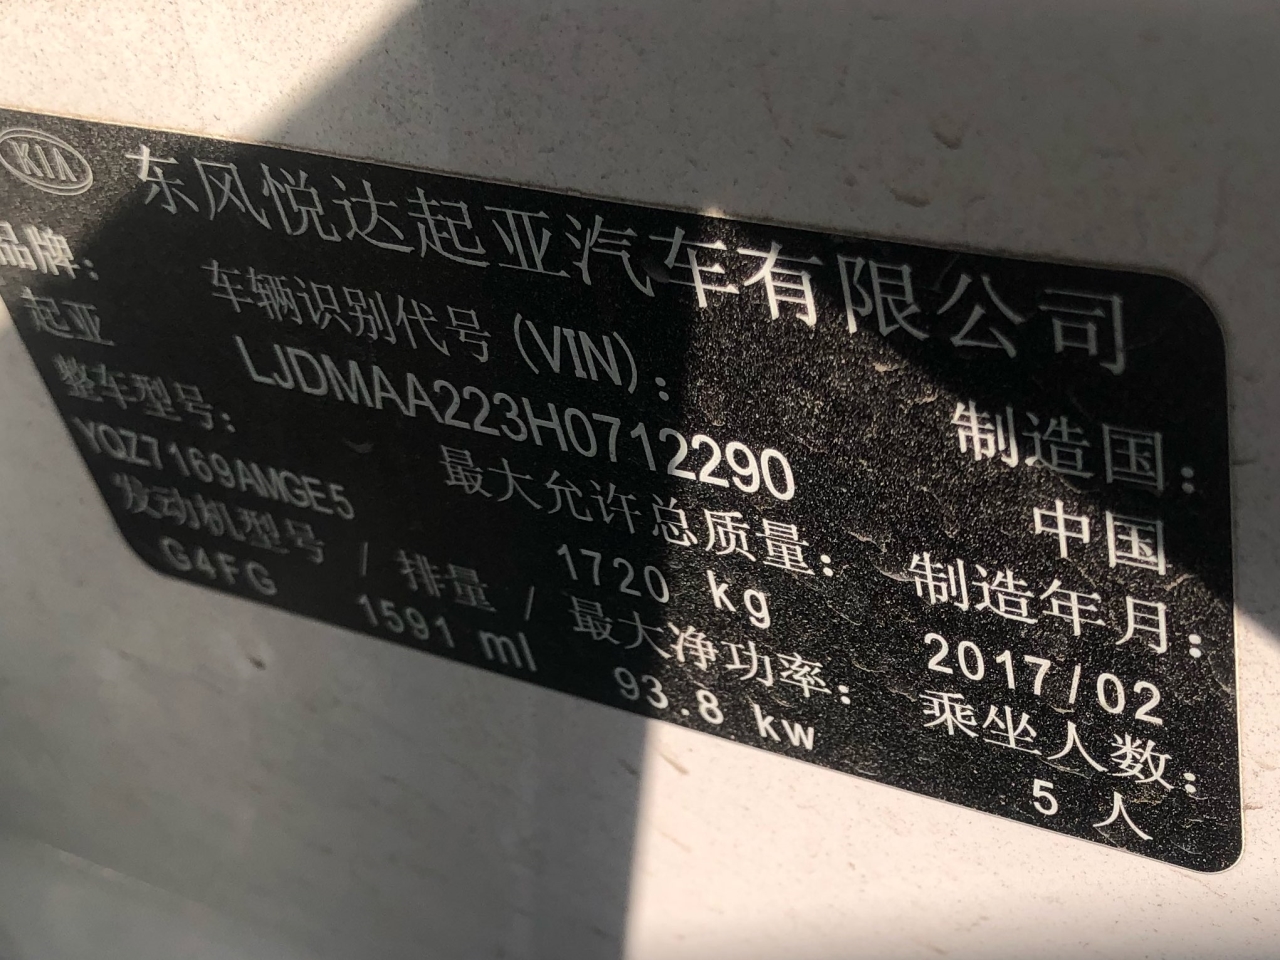 KIA 东风悦达起亚汽车有限公司
品牌: 车辆识别代号 (VIN): 制造国:
起亚 LJDMAA223H0712290 中国
整车型号: 最大允许总质量: 制造年月:
YQZ7169AMGE5 1720 kg 2017/02
发动机型号 / 排量 / 最大净功率: 乘坐人数:
G4FG 1591 ml 93.8 kw 5 人